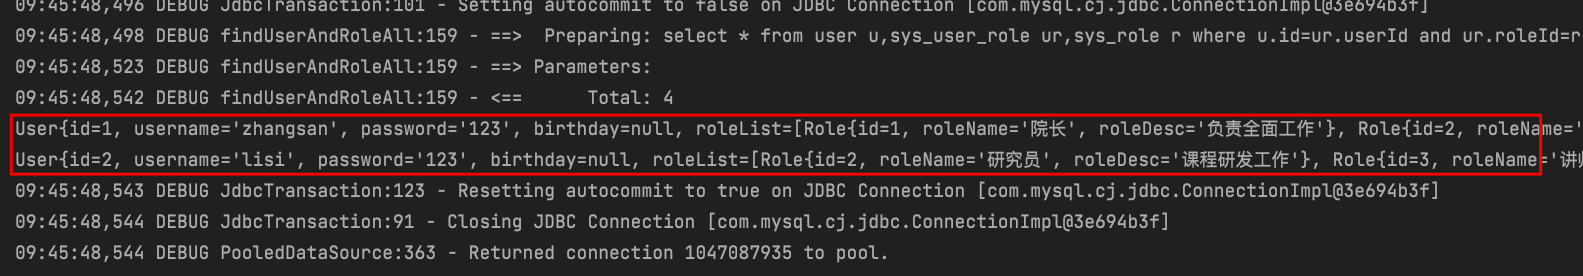 09:45:48,496 DEBUG JdbcTransaction:101 - Setting autocommit to false on JDBC Connection [com.mysql.cj.jdbc.ConnectionImpl@3e694b3f]
09:45:48,498 DEBUG findUserAndRoleAll:159 - ==>  Preparing: select * from user u,sys_user_role ur,sys_role r where u.id=ur.userId and ur.roleId=r
09:45:48,523 DEBUG findUserAndRoleAll:159 - ==> Parameters:
09:45:48,542 DEBUG findUserAndRoleAll:159 - <==      Total: 4
User{id=1, username='zhangsan', password='123', birthday=null, roleList=[Role{id=1, roleName='院长', roleDesc='负责全面工作'}, Role{id=2, roleName='
User{id=2, username='lisi', password='123', birthday=null, roleList=[Role{id=2, roleName='研究员', roleDesc='课程研发工作'}, Role{id=3, roleName='讲师
09:45:48,543 DEBUG JdbcTransaction:123 - Resetting autocommit to true on JDBC Connection [com.mysql.cj.jdbc.ConnectionImpl@3e694b3f]
09:45:48,544 DEBUG JdbcTransaction:91 - Closing JDBC Connection [com.mysql.cj.jdbc.ConnectionImpl@3e694b3f]
09:45:48,544 DEBUG PooledDataSource:363 - Returned connection 1047087935 to pool.